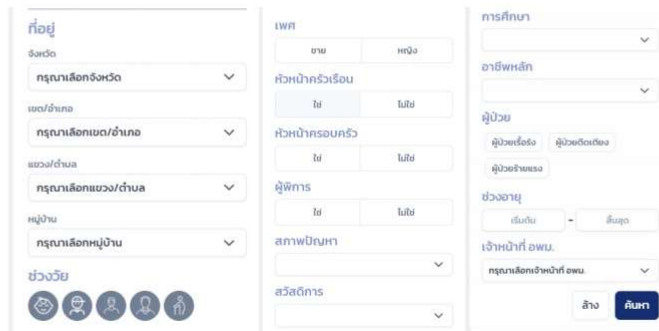 ที่อยู่
จังหวัด
กรุณาเลือกจังหวัด
เขต/อำเภอ
กรุณาเลือกเขต/อำเภอ
แขวง/ตำบล
กรุณาเลือกแขวง/ตำบล
หมู่บ้าน
กรุณาเลือกหมู่บ้าน
ช่วงวัย
เพศ
ชาย หญิง
หัวหน้าครัวเรือน
ใช่ ไม่ใช่
หัวหน้าครอบครัว
ใช่ ไม่ใช่
ผู้พิการ
ใช่ ไม่ใช่
สภาพปัญหา
สวัสดิการ
การศึกษา
อาชีพหลัก
ผู้ป่วย
ผู้ป่วยเรื้อรัง ผู้ป่วยติดเตียง
ผู้ป่วยร้ายแรง
ช่วงอายุ
เริ่มต้น - สิ้นสุด
เจ้าหน้าที่ อพม.
กรุณาเลือกเจ้าหน้าที่ อพม.
ล้าง ค้นหา